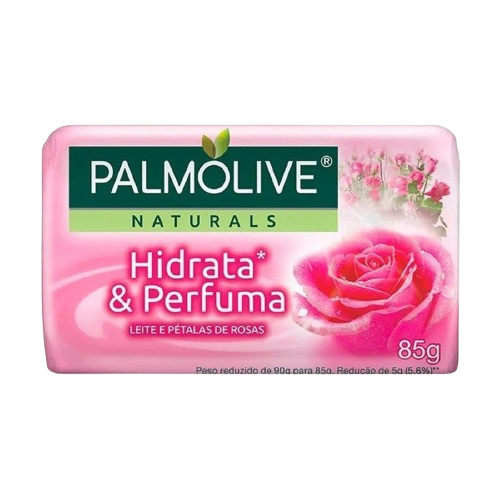 PALMOLIVE®
NATURALS
Hidrata*
& Perfuma
LEITE E PÉTALAS DE ROSAS
85g
Peso reduzido de 90g para 85g. Redução de 5g (5,6%)**